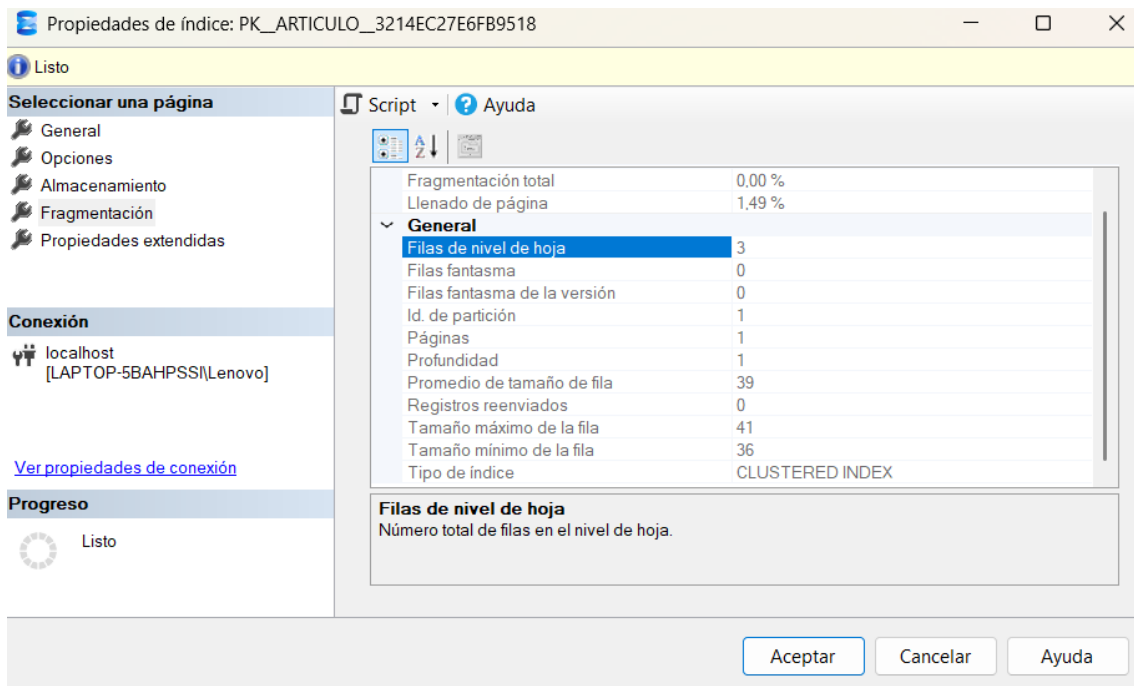 Propiedades de índice: PK__ARTICULO__3214EC27E6FB9518
Listo
Seleccionar una página
General
Opciones
Almacenamiento
Fragmentación
Propiedades extendidas
Conexión
localhost
[LAPTOP-5BAHPSSI\Lenovo]
Ver propiedades de conexión
Progreso
Listo
Script Ayuda
Fragmentación total 0,00 %
Llenado de página 1,49 %
General
Filas de nivel de hoja 3
Filas fantasma 0
Filas fantasma de la versión 0
Id. de partición 1
Páginas 1
Profundidad 1
Promedio de tamaño de fila 39
Registros reenviados 0
Tamaño máximo de la fila 41
Tamaño mínimo de la fila 36
Tipo de índice CLUSTERED INDEX
Filas de nivel de hoja
Número total de filas en el nivel de hoja.
Aceptar Cancelar Ayuda